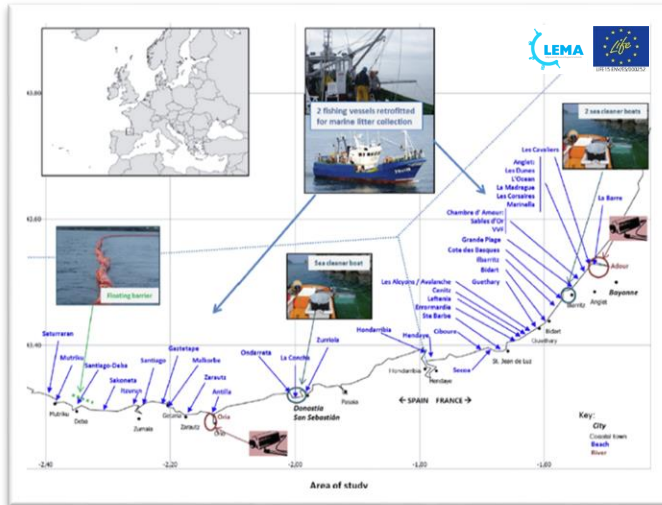 LEMA
Life
2 fishing vessels retrofitted
for marine litter collection
2 sea cleaner boats
Les Cavaliers
Anglet:
Les Dunes
L'Ocean
La Madrague
Les Corsaires
Marinella
La Barre
Chambre d' Amour:
Sables d'Or
VVF
Grande Plage
Cote des Basques
Ilbarritz
Bidart
Guethary
Adour
Bayonne
Anglet
Biarritz
Bidart
Guethary
Les Alcyons / Avalanche
Cenitz
Lafitenia
Erromardie
Ste Barbe
Ciboure
Socoa
St. Jean de Luz
Floating barrier
Sea cleaner boat
Hondarribia
Hendaye
Hondarribia
Hendaye
Saturraran
Mutriku
Santiago-Deba
Sakoneta
Itzurun
Santiago
Gaztetape
Malkorbe
Zarautz
Antilla
Ondarreta
La Concha
Zurriola
Mutriku
Deba
Zumaia
Getaria
Zarautz
Oria
Orio
Donostia
San Sebastián
Pasaia
← SPAIN FRANCE →
Key:
City
Coastal town
Beach
River
43,80
43,60
43,40
-2,40
-2,20
-2,00
-1,80
-1,60
Area of study